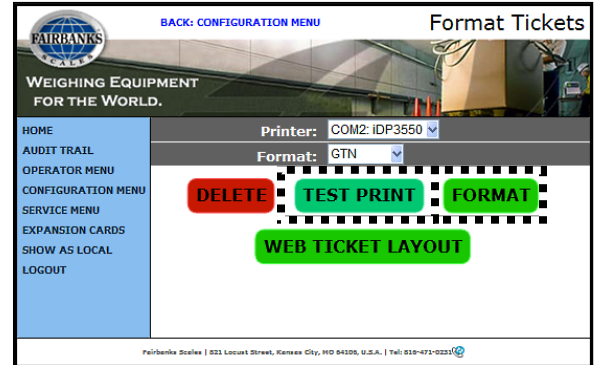 BACK: CONFIGURATION MENU
Format Tickets
FAIRBANKS
SCALES
WEIGHING EQUIPMENT
FOR THE WORLD.
HOME
AUDIT TRAIL
OPERATOR MENU
CONFIGURATION MENU
SERVICE MENU
EXPANSION CARDS
SHOW AS LOCAL
LOGOUT
Printer: COM2: iDP3550
Format: GTN
DELETE TEST PRINT FORMAT
WEB TICKET LAYOUT
Fairbanks Scales | 821 Locust Street, Kansas City, MO 64106, U.S.A. | Tel: 816-471-0231